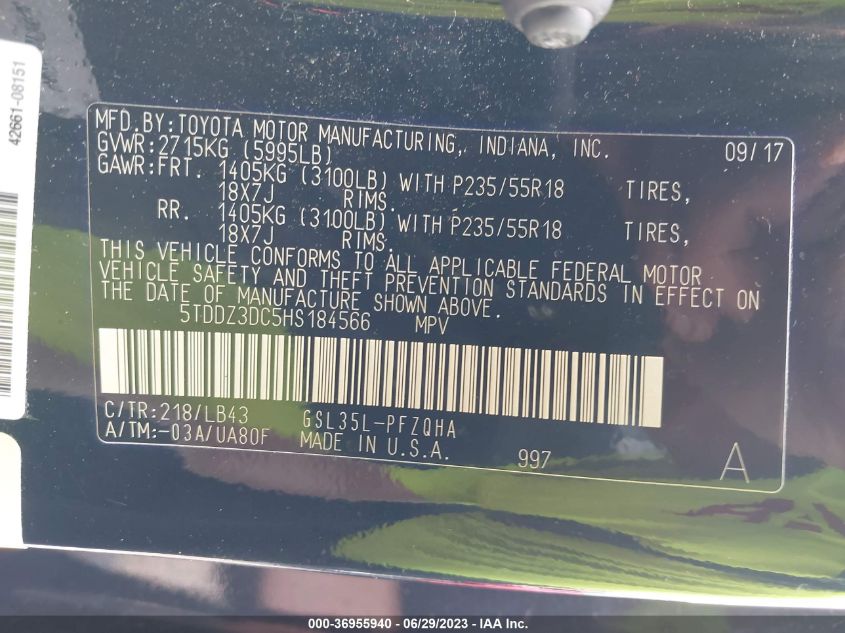 42661-08151
MFD.BY:TOYOTA MOTOR MANUFACTURING, INDIANA, INC. 09/17
GVWR:2715KG (5995LB)
GAWR:FRT. 1405KG (3100LB) WITH P235/55R18 TIRES,
18X7J RIMS.
RR. 1405KG (3100LB) WITH P235/55R18 TIRES,
18X7J RIMS.
THIS VEHICLE CONFORMS TO ALL APPLICABLE FEDERAL MOTOR
VEHICLE SAFETY AND THEFT PREVENTION STANDARDS IN EFFECT ON
THE DATE OF MANUFACTURE SHOWN ABOVE.
5TDDZ3DC5HS184566 MPV
C/TR:218/LB43 GSL35L-PFZQHA
A/TM:-03A/UA80F MADE IN U.S.A. 997 A
000-36955940 - 06/29/2023 - IAA Inc.